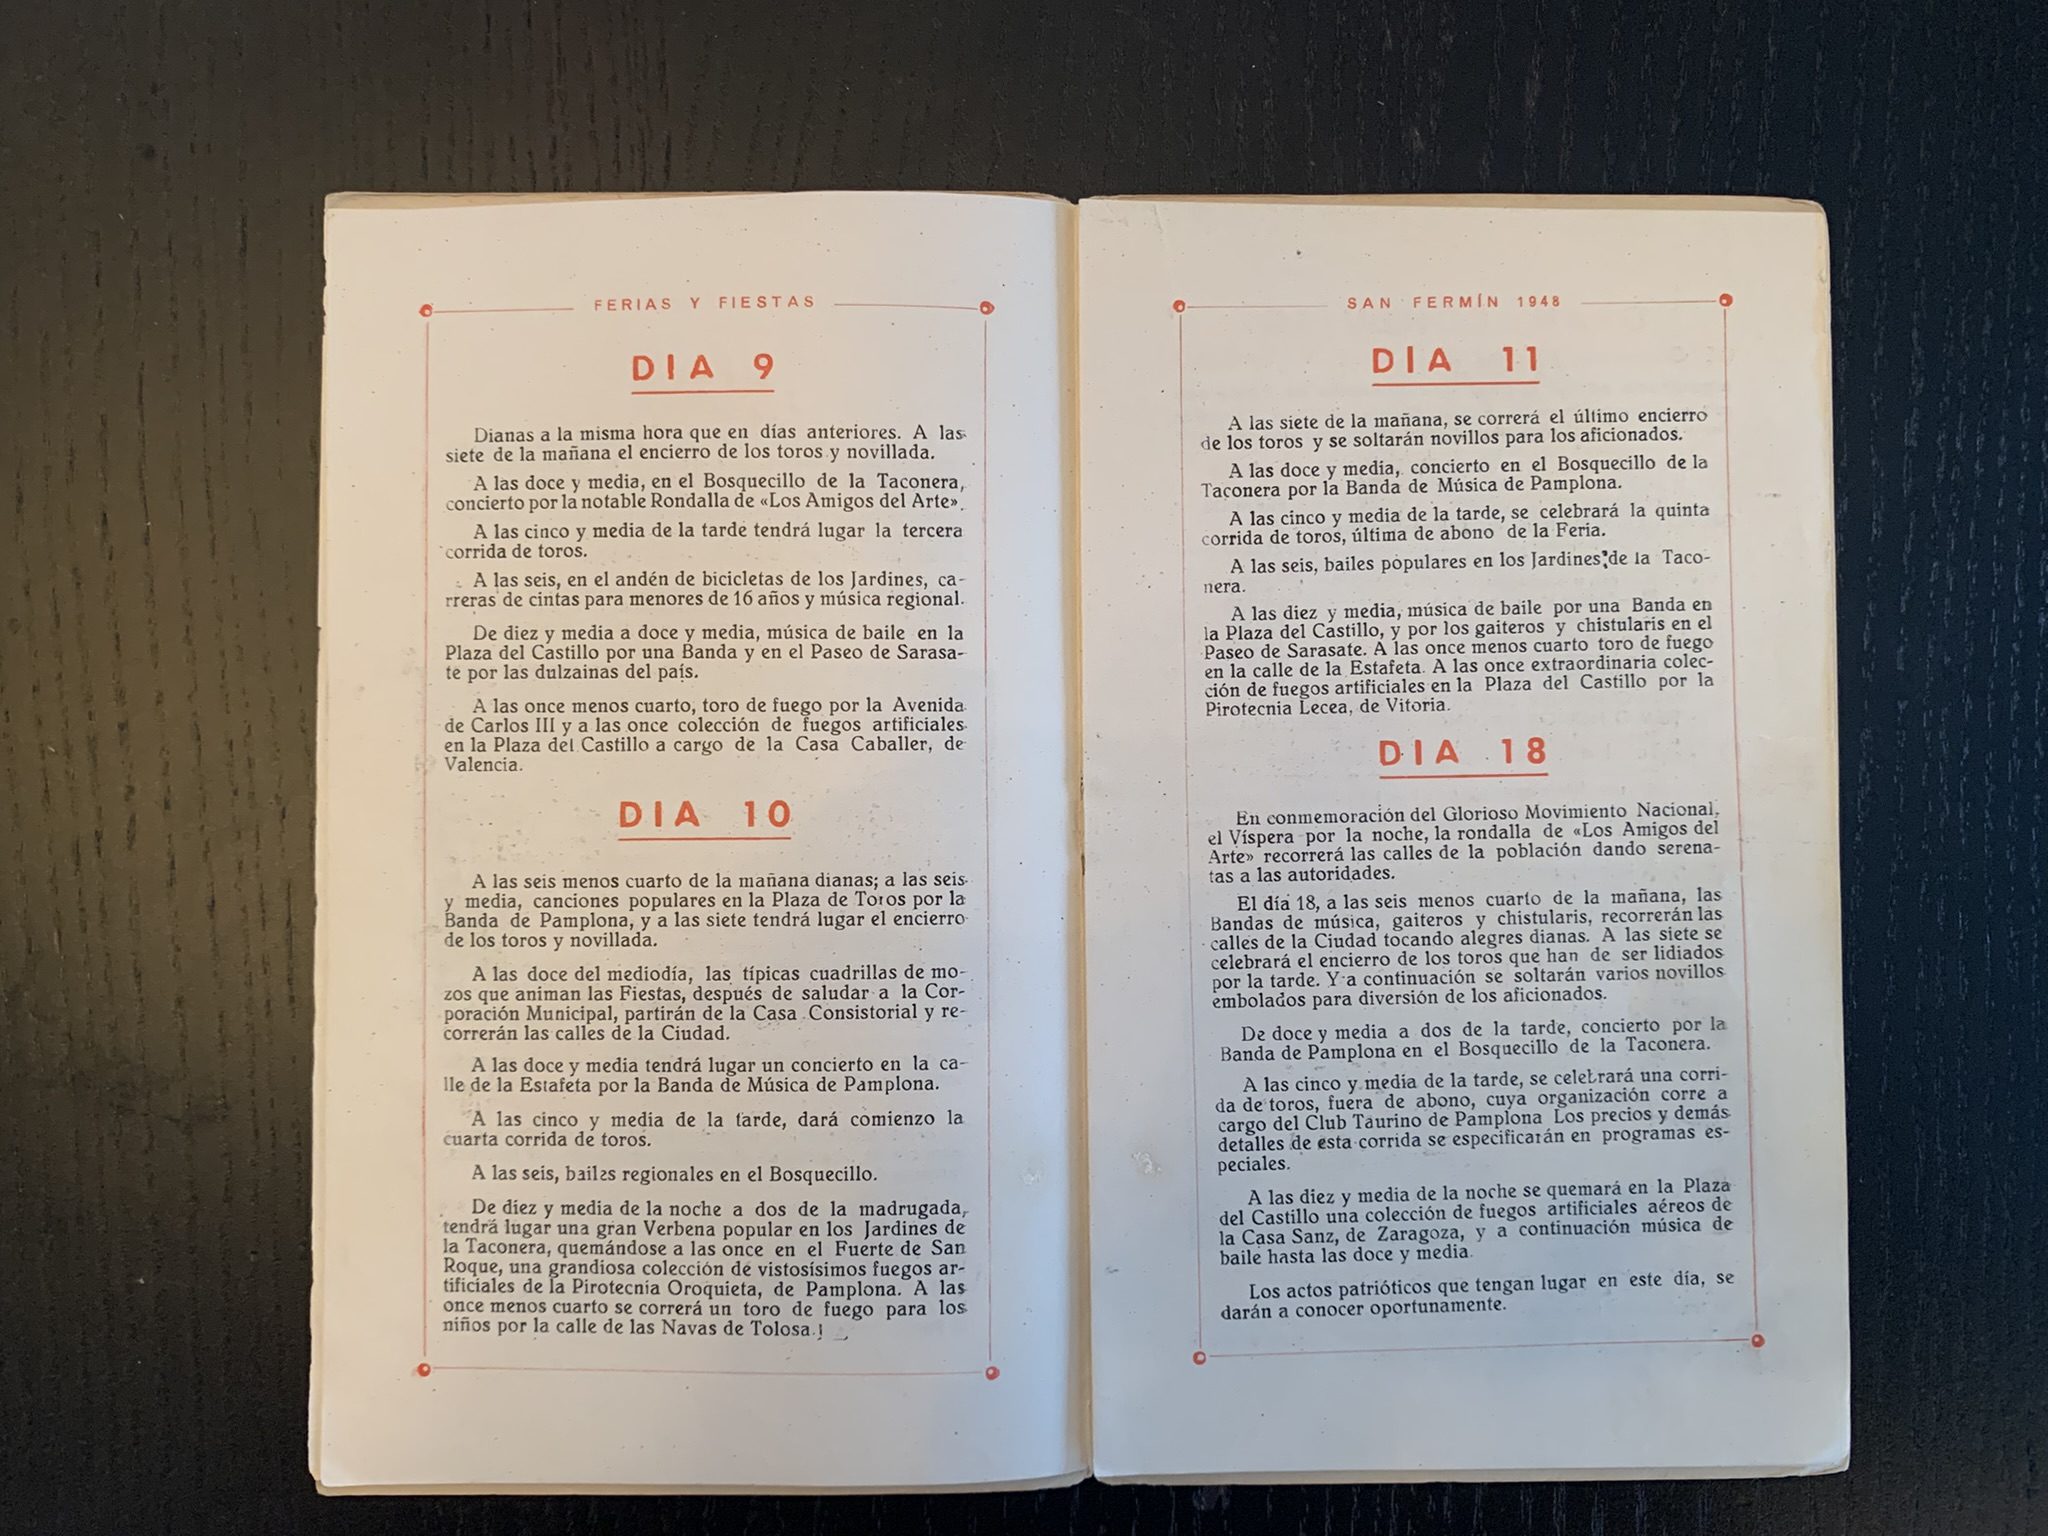 FERIAS Y FIESTAS
DIA 9
Dianas a la misma hora que en días anteriores. A las
siete de la mañana el encierro de los toros y novillada.
A las doce y media, en el Bosquecillo de la Taconera,
concierto por la notable Rondalla de «Los Amigos del Arte».
A las cinco y media de la tarde tendrá lugar la tercera
corrida de toros.
A las seis, en el andén de bicicletas de los Jardines, ca-
rreras de cintas para menores de 16 años y música regional.
De diez y media a doce y media, música de baile en la
Plaza del Castillo por una Banda y en el Paseo de Sarasa-
te por las dulzainas del país.
A las once menos cuarto, toro de fuego por la Avenida
de Carlos III y a las once colección de fuegos artificiales
en la Plaza del Castillo a cargo de la Casa Caballer, de
Valencia.
DIA 10
A las seis menos cuarto de la mañana dianas; a las seis
y media, canciones populares en la Plaza de Toros por la
Banda de Pamplona, y a las siete tendrá lugar el encierro
de los toros y novillada.
A las doce del mediodía, las típicas cuadrillas de mo-
zos que animan las Fiestas, después de saludar a la Cor-
poración Municipal, partirán de la Casa Consistorial y re-
correrán las calles de la Ciudad.
A las doce y media tendrá lugar un concierto en la ca-
lle de la Estafeta por la Banda de Música de Pamplona.
A las cinco y media de la tarde, dará comienzo la
cuarta corrida de toros.
A las seis, bailes regionales en el Bosquecillo.
De diez y media de la noche a dos de la madrugada,
tendrá lugar una gran Verbena popular en los Jardines de
la Taconera, quemándose a las once en el Fuerte de San
Roque, una grandiosa colección de vistosísimos fuegos ar-
tificiales de la Pirotecnia Oroquieta, de Pamplona. A las
once menos cuarto se correrá un toro de fuego para los
niños por la calle de las Navas de Tolosa.
SAN FERMÍN 1948
DIA 11
A las siete de la mañana, se correrá el último encierro
de los toros y se soltarán novillos para los aficionados.
A las doce y media, concierto en el Bosquecillo de la
Taconera por la Banda de Música de Pamplona.
A las cinco y media de la tarde, se celebrará la quinta
corrida de toros, última de abono de la Feria.
A las seis, bailes populares en los Jardines de la Taco-
nera.
A las diez y media, música de baile por una Banda en
la Plaza del Castillo, y por los gaiteros y chistularis en el
Paseo de Sarasate. A las once menos cuarto toro de fuego
en la calle de la Estafeta. A las once extraordinaria colec-
ción de fuegos artificiales en la Plaza del Castillo por la
Pirotecnia Lecea, de Vitoria.
DIA 18
En conmemoración del Glorioso Movimiento Nacional,
el Víspera por la noche, la rondalla de «Los Amigos del
Arte» recorrerá las calles de la población dando serena-
tas a las autoridades.
El día 18, a las seis menos cuarto de la mañana, las
Bandas de música, gaiteros y chistularis, recorrerán las
calles de la Ciudad tocando alegres dianas. A las siete se
celebrará el encierro de los toros que han de ser lidiados
por la tarde. Y a continuación se soltarán varios novillos
embolados para diversión de los aficionados.
De doce y media a dos de la tarde, concierto por la
Banda de Pamplona en el Bosquecillo de la Taconera.
A las cinco y media de la tarde, se celebrará una corri-
da de toros, fuera de abono, cuya organización corre a
cargo del Club Taurino de Pamplona Los precios y demás
detalles de esta corrida se especificarán en programas es-
peciales.
A las diez y media de la noche se quemará en la Plaza
del Castillo una colección de fuegos artificiales aéreos de
la Casa Sanz, de Zaragoza, y a continuación música de
baile hasta las doce y media.
Los actos patrióticos que tengan lugar en este día, se
darán a conocer oportunamente.